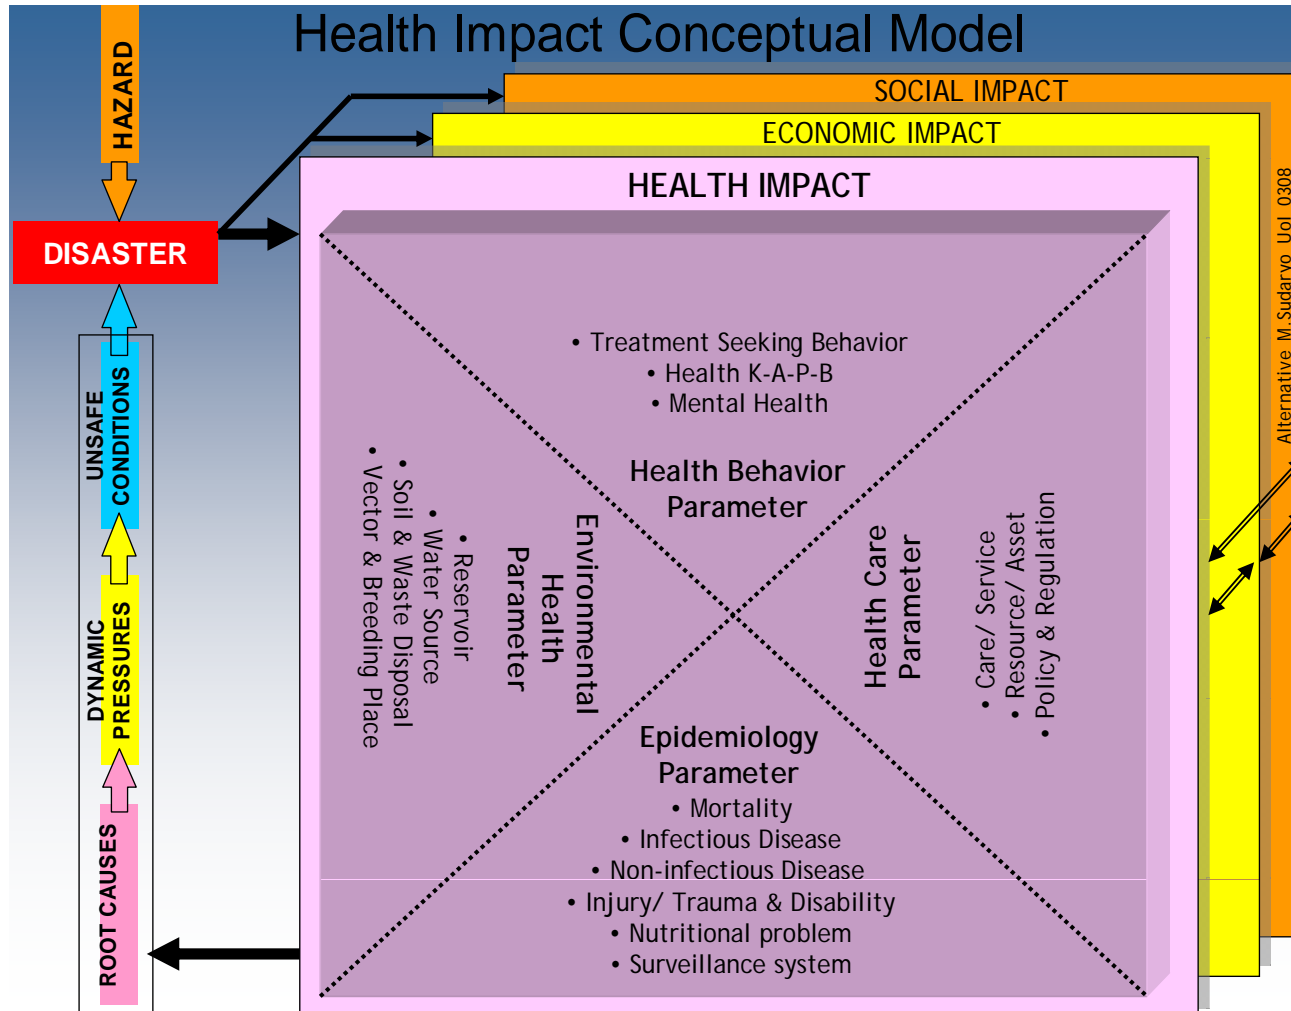 Health Impact Conceptual Model
HAZARD
DISASTER
UNSAFE
CONDITIONS
DYNAMIC
PRESSURES
ROOT CAUSES
SOCIAL IMPACT
ECONOMIC IMPACT
HEALTH IMPACT
• Treatment Seeking Behavior
• Health K-A-P-B
• Mental Health
Health Behavior
Parameter
Environmental
Health
Parameter
• Reservoir
• Water Source
• Soil & Waste Disposal
• Vector & Breeding Place
Health Care
Parameter
• Care/ Service
• Resource/ Asset
• Policy & Regulation
Epidemiology
Parameter
• Mortality
• Infectious Disease
• Non-infectious Disease
• Injury/ Trauma & Disability
• Nutritional problem
• Surveillance system
Alternative M.Sudaryo UoI 0308